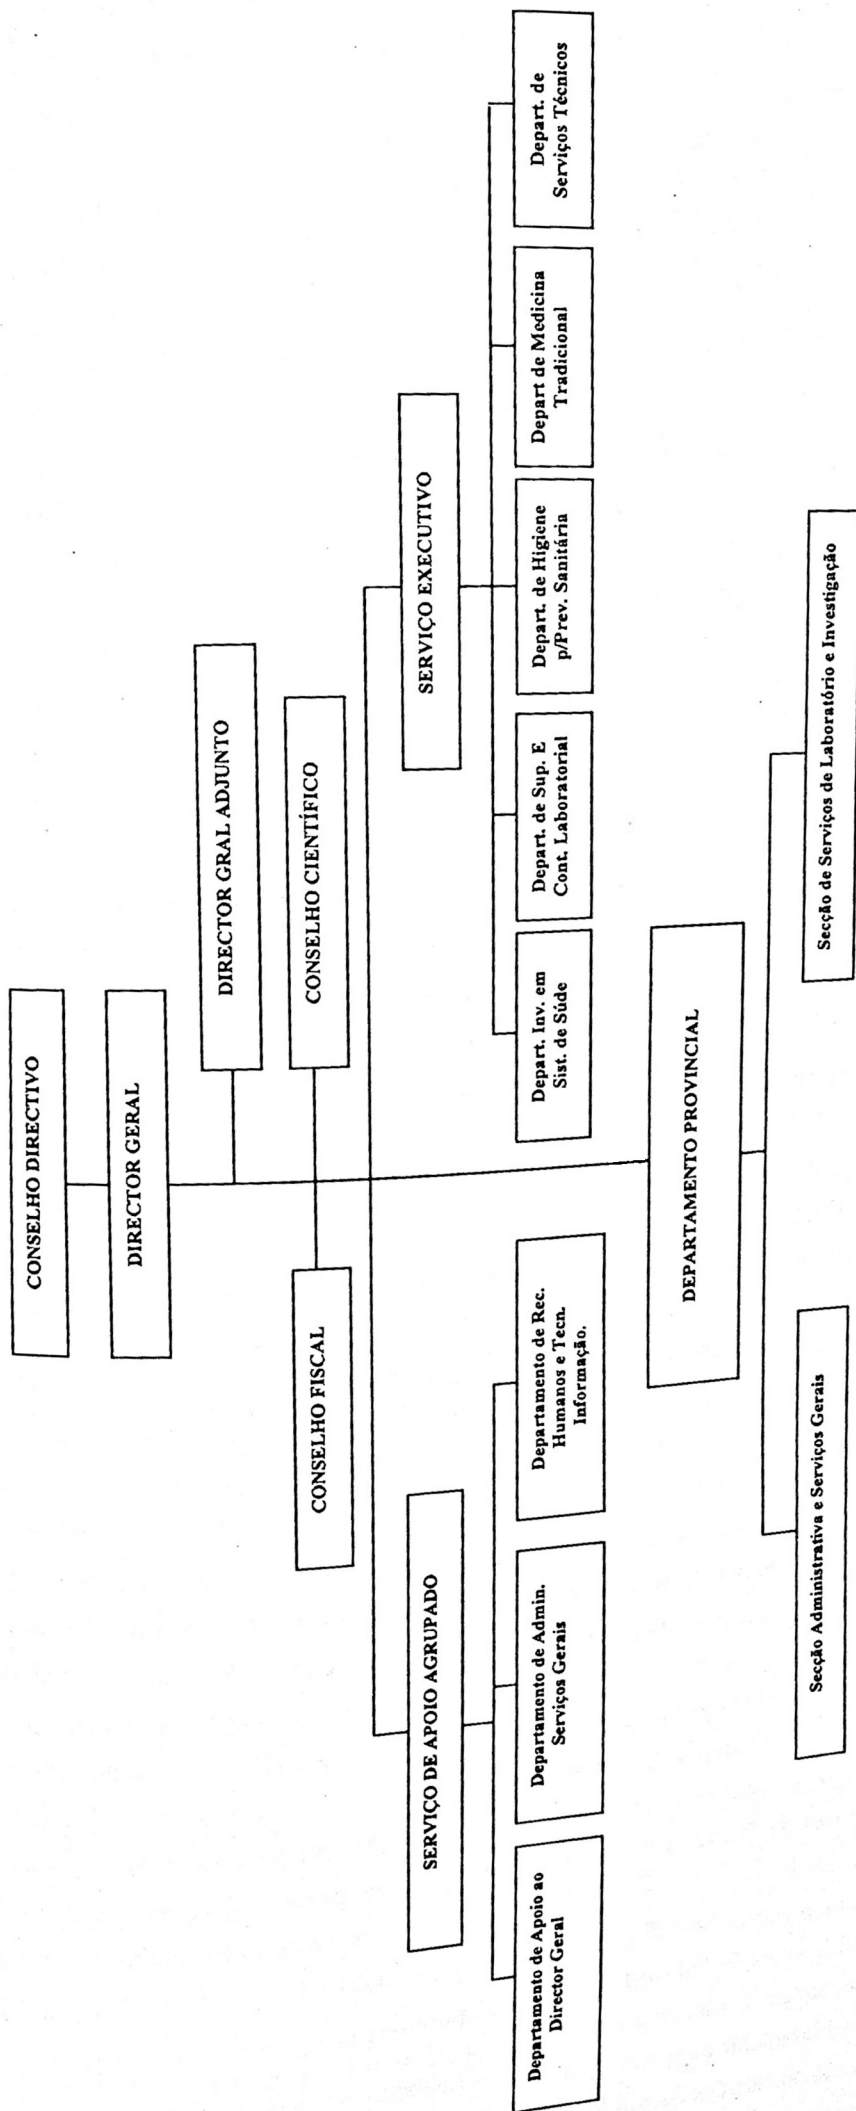 CONSELHO DIRECTIVO
DIRECTOR GERAL
DIRECTOR GRAL ADJUNTO
CONSELHO FISCAL
CONSELHO CIENTÍFICO
SERVIÇO DE APOIO AGRUPADO
SERVIÇO EXECUTIVO
Departamento de Apoio ao
Director Geral
Departamento de Admin.
Serviços Gerais
Departamento de Rec.
Humanos e Tecn.
Informação.
Depart. Inv. em
Sist. de Súde
Depart. de Sup. E
Cont. Laboratorial
Depart. de Higiene
p/Prev. Sanitária
Depart de Medicina
Tradicional
Depart. de
Serviços Técnicos
DEPARTAMENTO PROVINCIAL
Secção Administrativa e Serviços Gerais
Secção de Serviços de Laboratório e Investigação